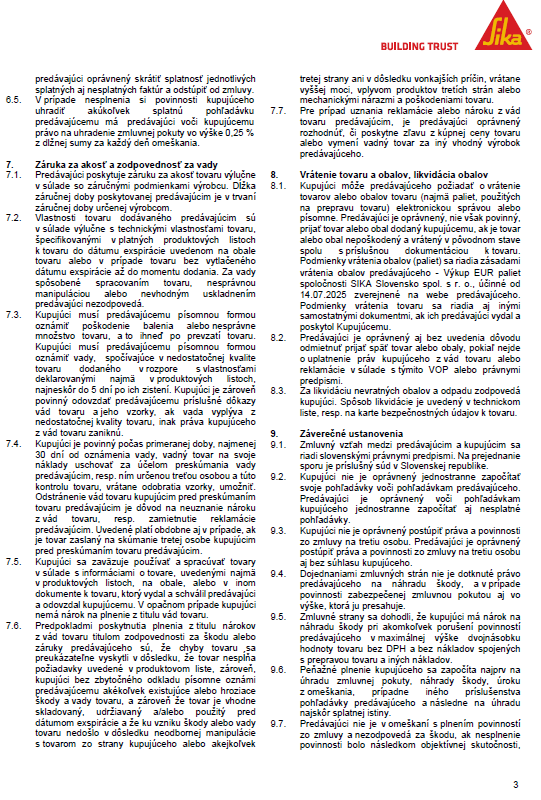 BUILDING TRUST
Sika®
predávajúci oprávnený skrátiť splatnosť jednotlivých
splatných aj nesplatných faktúr a odstúpiť od zmluvy.
6.5. V prípade nesplnenia si povinnosti kupujúceho
uhradiť akúkoľvek splatnú pohľadávku
predávajúcemu má predávajúci voči kupujúcemu
právo na uhradenie zmluvnej pokuty vo výške 0,25 %
z dlžnej sumy za každý deň omeškania.
7. Záruka za akosť a zodpovednosť za vady
7.1. Predávajúci poskytuje záruku za akosť tovaru výlučne
v súlade so záručnými podmienkami výrobcu. Dĺžka
záručnej doby poskytovanej predávajúcim je v trvaní
záručnej doby určenej výrobcom.
7.2. Vlastnosti tovaru dodávaného predávajúcim sú
v súlade výlučne s technickými vlastnosťami tovaru,
špecifikovanými v platných produktových listoch
k tovaru do dátumu exspirácie uvedenom na obale
tovaru alebo v prípade tovaru bez vytlačeného
dátumu exspirácie až do momentu dodania. Za vady
spôsobené spracovaním tovaru, nesprávnou
manipuláciou alebo nevhodným uskladnením
predávajúci nezodpovedá.
7.3. Kupujúci musí predávajúcemu písomnou formou
oznámiť poškodenie balenia alebo nesprávne
množstvo tovaru, a to ihneď po prevzatí tovaru.
Kupujúci musí predávajúcemu písomnou formou
oznámiť vady, spočívajúce v nedostatočnej kvalite
tovaru dodaného v rozpore s vlastnosťami
deklarovanými najmä v produktových listoch,
najneskôr do 5 dní po ich zistení. Kupujúci je zároveň
povinný odovzdať predávajúcemu príslušné dôkazy
vád tovaru a jeho vzorky, ak vada vyplýva z
nedostatočnej kvality tovaru, inak práva kupujúceho
z vád tovaru zaniknú.
7.4. Kupujúci je povinný počas primeranej doby, najmenej
30 dní od oznámenia vady, vadný tovar na svoje
náklady uschovať za účelom preskúmania vady
predávajúcim, resp. ním určenou treťou osobou a túto
kontrolu tovaru, vrátane odobratia vzorky, umožniť.
Odstránenie vád tovaru kupujúcim pred preskúmaním
tovaru predávajúcim je dôvod na neuznanie nároku
z vád tovaru, resp. zamietnutie reklamácie
predávajúcim. Uvedené platí obdobne aj v prípade, ak
je tovar zaslaný na skúmanie tretej osobe kupujúcim
pred preskúmaním tovaru predávajúcim.
7.5. Kupujúci sa zaväzuje používať a spracúvať tovary
v súlade s informáciami o tovare, uvedenými najmä
v produktových listoch, na obale, alebo v inom
dokumente k tovaru, ktorý vydal a schválil predávajúci
a odovzdal kupujúcemu. V opačnom prípade kupujúci
nemá nárok na plnenie z titulu vád tovaru.
7.6. Predpokladmi poskytnutia plnenia z titulu nárokov
z vád tovaru titulom zodpovednosti za škodu alebo
záruky predávajúceho sú, že chyby tovaru sa
preukázateľne vyskytli v dôsledku, že tovar nespĺňa
požiadavky uvedené v produktovom liste, zároveň,
kupujúci bez zbytočného odkladu písomne oznámi
predávajúcemu akékoľvek existujúce alebo hroziace
škody a vady tovaru, a zároveň že tovar je vhodne
skladovaný, udržiavaný a/alebo použitý pred
dátumom exspirácie a že ku vzniku škody alebo vady
tovaru nedošlo v dôsledku neodbornej manipulácie
s tovarom zo strany kupujúceho alebo akejkoľvek
tretej strany ani v dôsledku vonkajších príčin, vrátane
vyššej moci, vplyvom produktov tretích strán alebo
mechanickými nárazmi a poškodeniami tovaru.
7.7. Pre prípad uznania reklamácie alebo nároku z vád
tovaru predávajúcim, je predávajúci oprávnený
rozhodnúť, či poskytne zľavu z kúpnej ceny tovaru
alebo vymení vadný tovar za iný vhodný výrobok
predávajúceho.
8. Vrátenie tovaru a obalov, likvidácia obalov
8.1. Kupujúci môže predávajúceho požiadať o vrátenie
tovarov alebo obalov tovaru (najmä paliet, použitých
na prepravu tovaru) elektronickou správou alebo
písomne. Predávajúci je oprávnený, nie však povinný,
prijať tovar alebo obal dodaný kupujúcemu, ak je tovar
alebo obal nepoškodený a vrátený v pôvodnom stave
spolu s príslušnou dokumentáciou k tovaru.
Podmienky vrátenia obalov (paliet) sa riadia zásadami
vrátenia obalov predávajúceho - Výkup EUR paliet
spoločnosti SIKA Slovensko spol. s r. o., účinné od
14.07.2025 zverejnené na webe predávajúceho.
Podmienky vrátenia tovaru sa riadia aj inými
samostatnými dokumentmi, ak ich predávajúci vydal a
poskytol Kupujúcemu.
8.2. Predávajúci je oprávnený aj bez uvedenia dôvodu
odmietnuť prijať späť tovar alebo obaly, pokiaľ nejde
o uplatnenie práv kupujúceho z vád tovaru alebo
reklamácie v súlade s týmito VOP alebo právnymi
predpismi.
8.3. Za likvidáciu nevratných obalov a odpadu zodpovedá
kupujúci. Spôsob likvidácie je uvedený v technickom
liste, resp. na karte bezpečnostných údajov k tovaru.
9. Záverečné ustanovenia
9.1. Zmluvný vzťah medzi predávajúcim a kupujúcim sa
riadi slovenskými právnymi predpismi. Na prejednanie
sporu je príslušný súd v Slovenskej republike.
9.2. Kupujúci nie je oprávnený jednostranne započítať
svoje pohľadávky voči pohľadávkam predávajúceho.
Predávajúci je oprávnený voči pohľadávkam
kupujúceho jednostranne započítať aj nesplatné
pohľadávky.
9.3. Kupujúci nie je oprávnený postúpiť práva a povinnosti
zo zmluvy na tretiu osobu. Predávajúci je oprávnený
postúpiť práva a povinnosti zo zmluvy na tretiu osobu
aj bez súhlasu kupujúceho.
9.4. Dojednaniami zmluvných strán nie je dotknuté právo
predávajúceho na náhradu škody, a v prípade
povinnosti zabezpečenej zmluvnou pokutou aj vo
výške, ktorá ju presahuje.
9.5. Zmluvné strany sa dohodli, že kupujúci má nárok na
náhradu škody pri akomkoľvek porušení povinností
predávajúceho v maximálnej výške dvojnásobku
hodnoty tovaru bez DPH a bez nákladov spojených
s prepravou tovaru a iných nákladov.
9.6. Peňažné plnenie kupujúceho sa započíta najprv na
úhradu zmluvnej pokuty, náhrady škody, úroku
z omeškania, prípadne iného príslušenstva
pohľadávky predávajúceho a následne na úhradu
najskôr splatnej istiny.
9.7. Predávajúci nie je v omeškaní s plnením povinností
zo zmluvy a nezodpovedá za škodu, ak nesplnenie
povinnosti bolo následkom objektívnej skutočnosti,
3